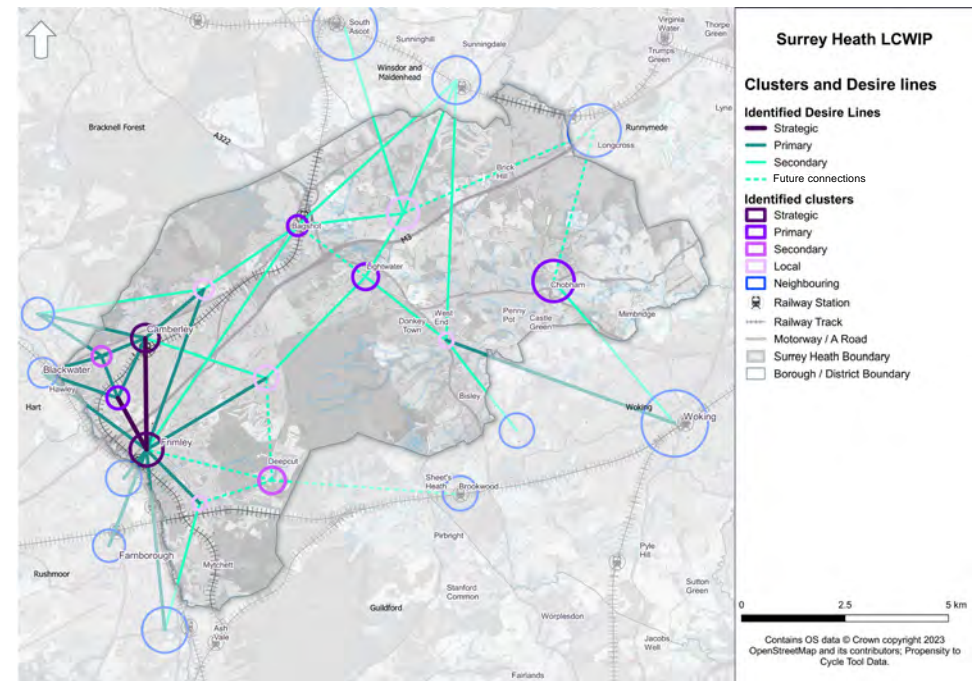 South
Ascot
Sunninghill
Sunningdale
Virginia
Water
Thorpe
Green
Trumps
Green
Winsdor and
Maidenhead
Lyne
Bracknell Forest
A322
Runnymede
Longcross
Brick
Hill
Bagshot
M3
Lightwater
Chobham
Donkey
Town
West
End
Penny
Pot
Castle
Green
Mimbridge
Camberley
Blackwater
Hawley
Hart
Bisley
Woking
Woking
Frimley
Deepcut
Sheet's
Heath
Brookwood
Farnborough
Pirbright
Rushmoor
Mytchett
Pyle
Hill
Stanford
Common
Sutton
Green
Guildford
Worplesdon
Ash
Vale
Jacobs
Well
Fairlands
Surrey Heath LCWIP
Clusters and Desire lines
Identified Desire Lines
Strategic
Primary
Secondary
Future connections
Identified clusters
Strategic
Primary
Secondary
Local
Neighbouring
Railway Station
Railway Track
Motorway / A Road
Surrey Heath Boundary
Borough / District Boundary
0 2.5 5 km
Contains OS data © Crown copyright 2023
OpenStreetMap and its contributors; Propensity to
Cycle Tool Data.